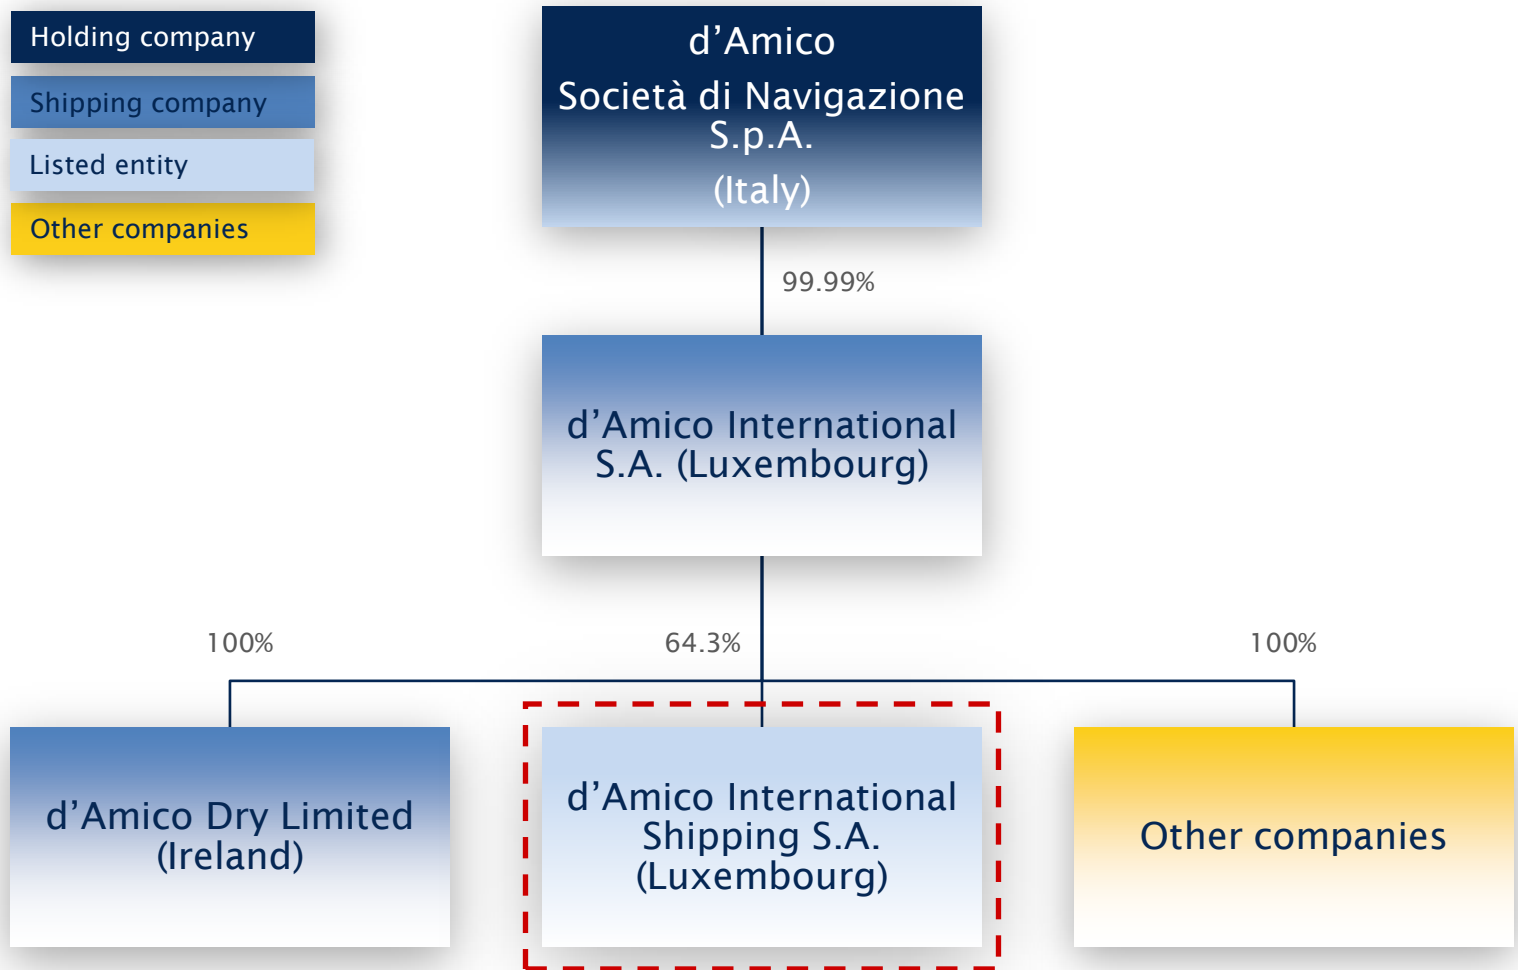 Holding company
Shipping company
Listed entity
Other companies
d’Amico
Società di Navigazione
S.p.A.
(Italy)
99.99%
d’Amico International
S.A. (Luxembourg)
100%
64.3%
100%
d’Amico Dry Limited
(Ireland)
d’Amico International
Shipping S.A.
(Luxembourg)
Other companies